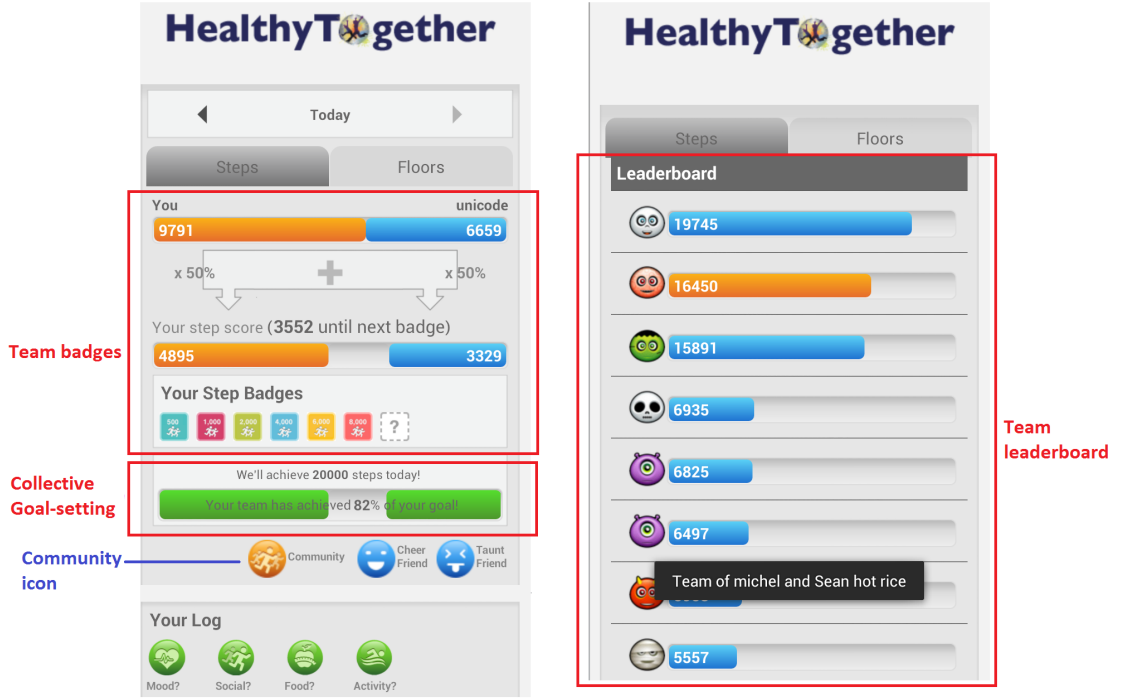 HealthyTogether
Today
Steps
Floors
You
unicode
9791
6659
x 50%
x 50%
Your step score (3552 until next badge)
4895
3329
Your Step Badges
500
1,000
2,000
4,000
6,000
8,000
?
We'll achieve 20000 steps today!
Your team has achieved 82% of your goal!
Community
Cheer
Friend
Taunt
Friend
Your Log
Mood?
Social?
Food?
Activity?
Team badges
Collective
Goal-setting
Community
icon
HealthyTogether
Steps
Floors
Leaderboard
19745
16450
15891
6935
6825
6497
Team of michel and Sean hot rice
5557
Team
leaderboard